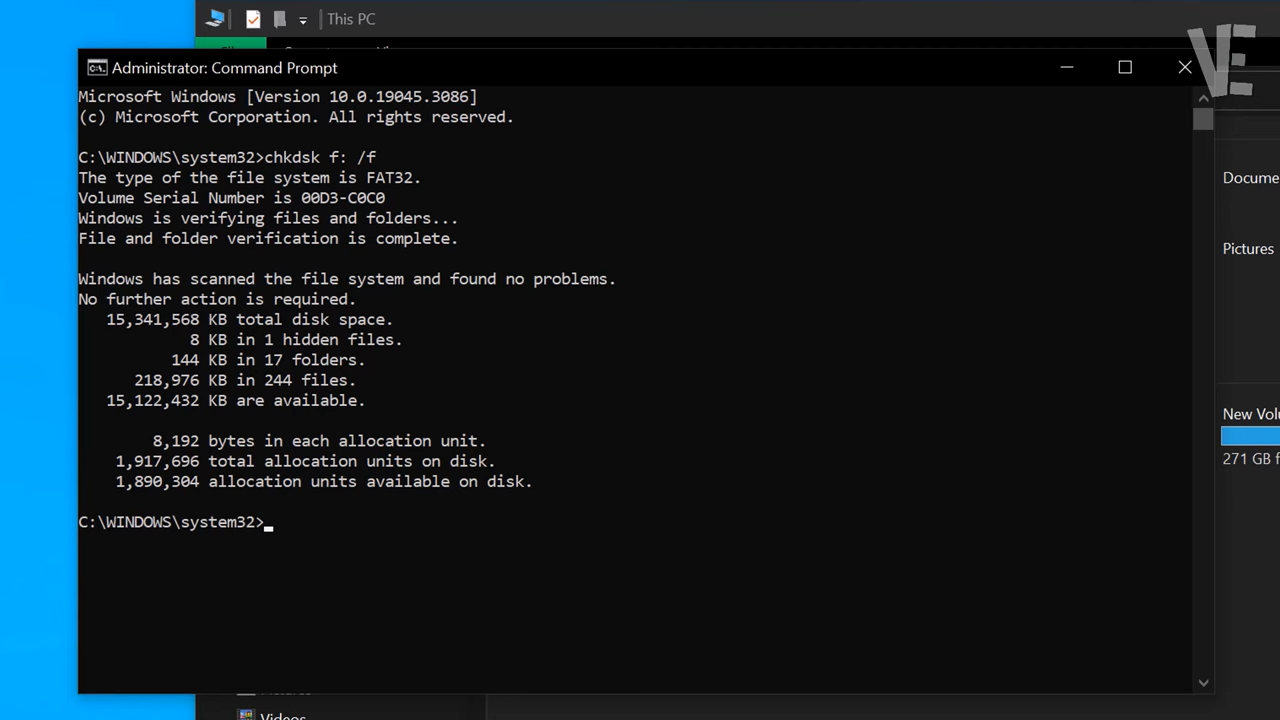 This PC
VE
Administrator: Command Prompt
Microsoft Windows [Version 10.0.19045.3086]
(c) Microsoft Corporation. All rights reserved.
C:\WINDOWS\system32>chkdsk f: /f
The type of the file system is FAT32.
Volume Serial Number is 00D3-C0C0
Windows is verifying files and folders...
File and folder verification is complete.
Windows has scanned the file system and found no problems.
No further action is required.
15,341,568 KB total disk space.
8 KB in 1 hidden files.
144 KB in 17 folders.
218,976 KB in 244 files.
15,122,432 KB are available.
8,192 bytes in each allocation unit.
1,917,696 total allocation units on disk.
1,890,304 allocation units available on disk.
C:\WINDOWS\system32>_
Docume
Pictures
New Volu
271 GB f
Videos